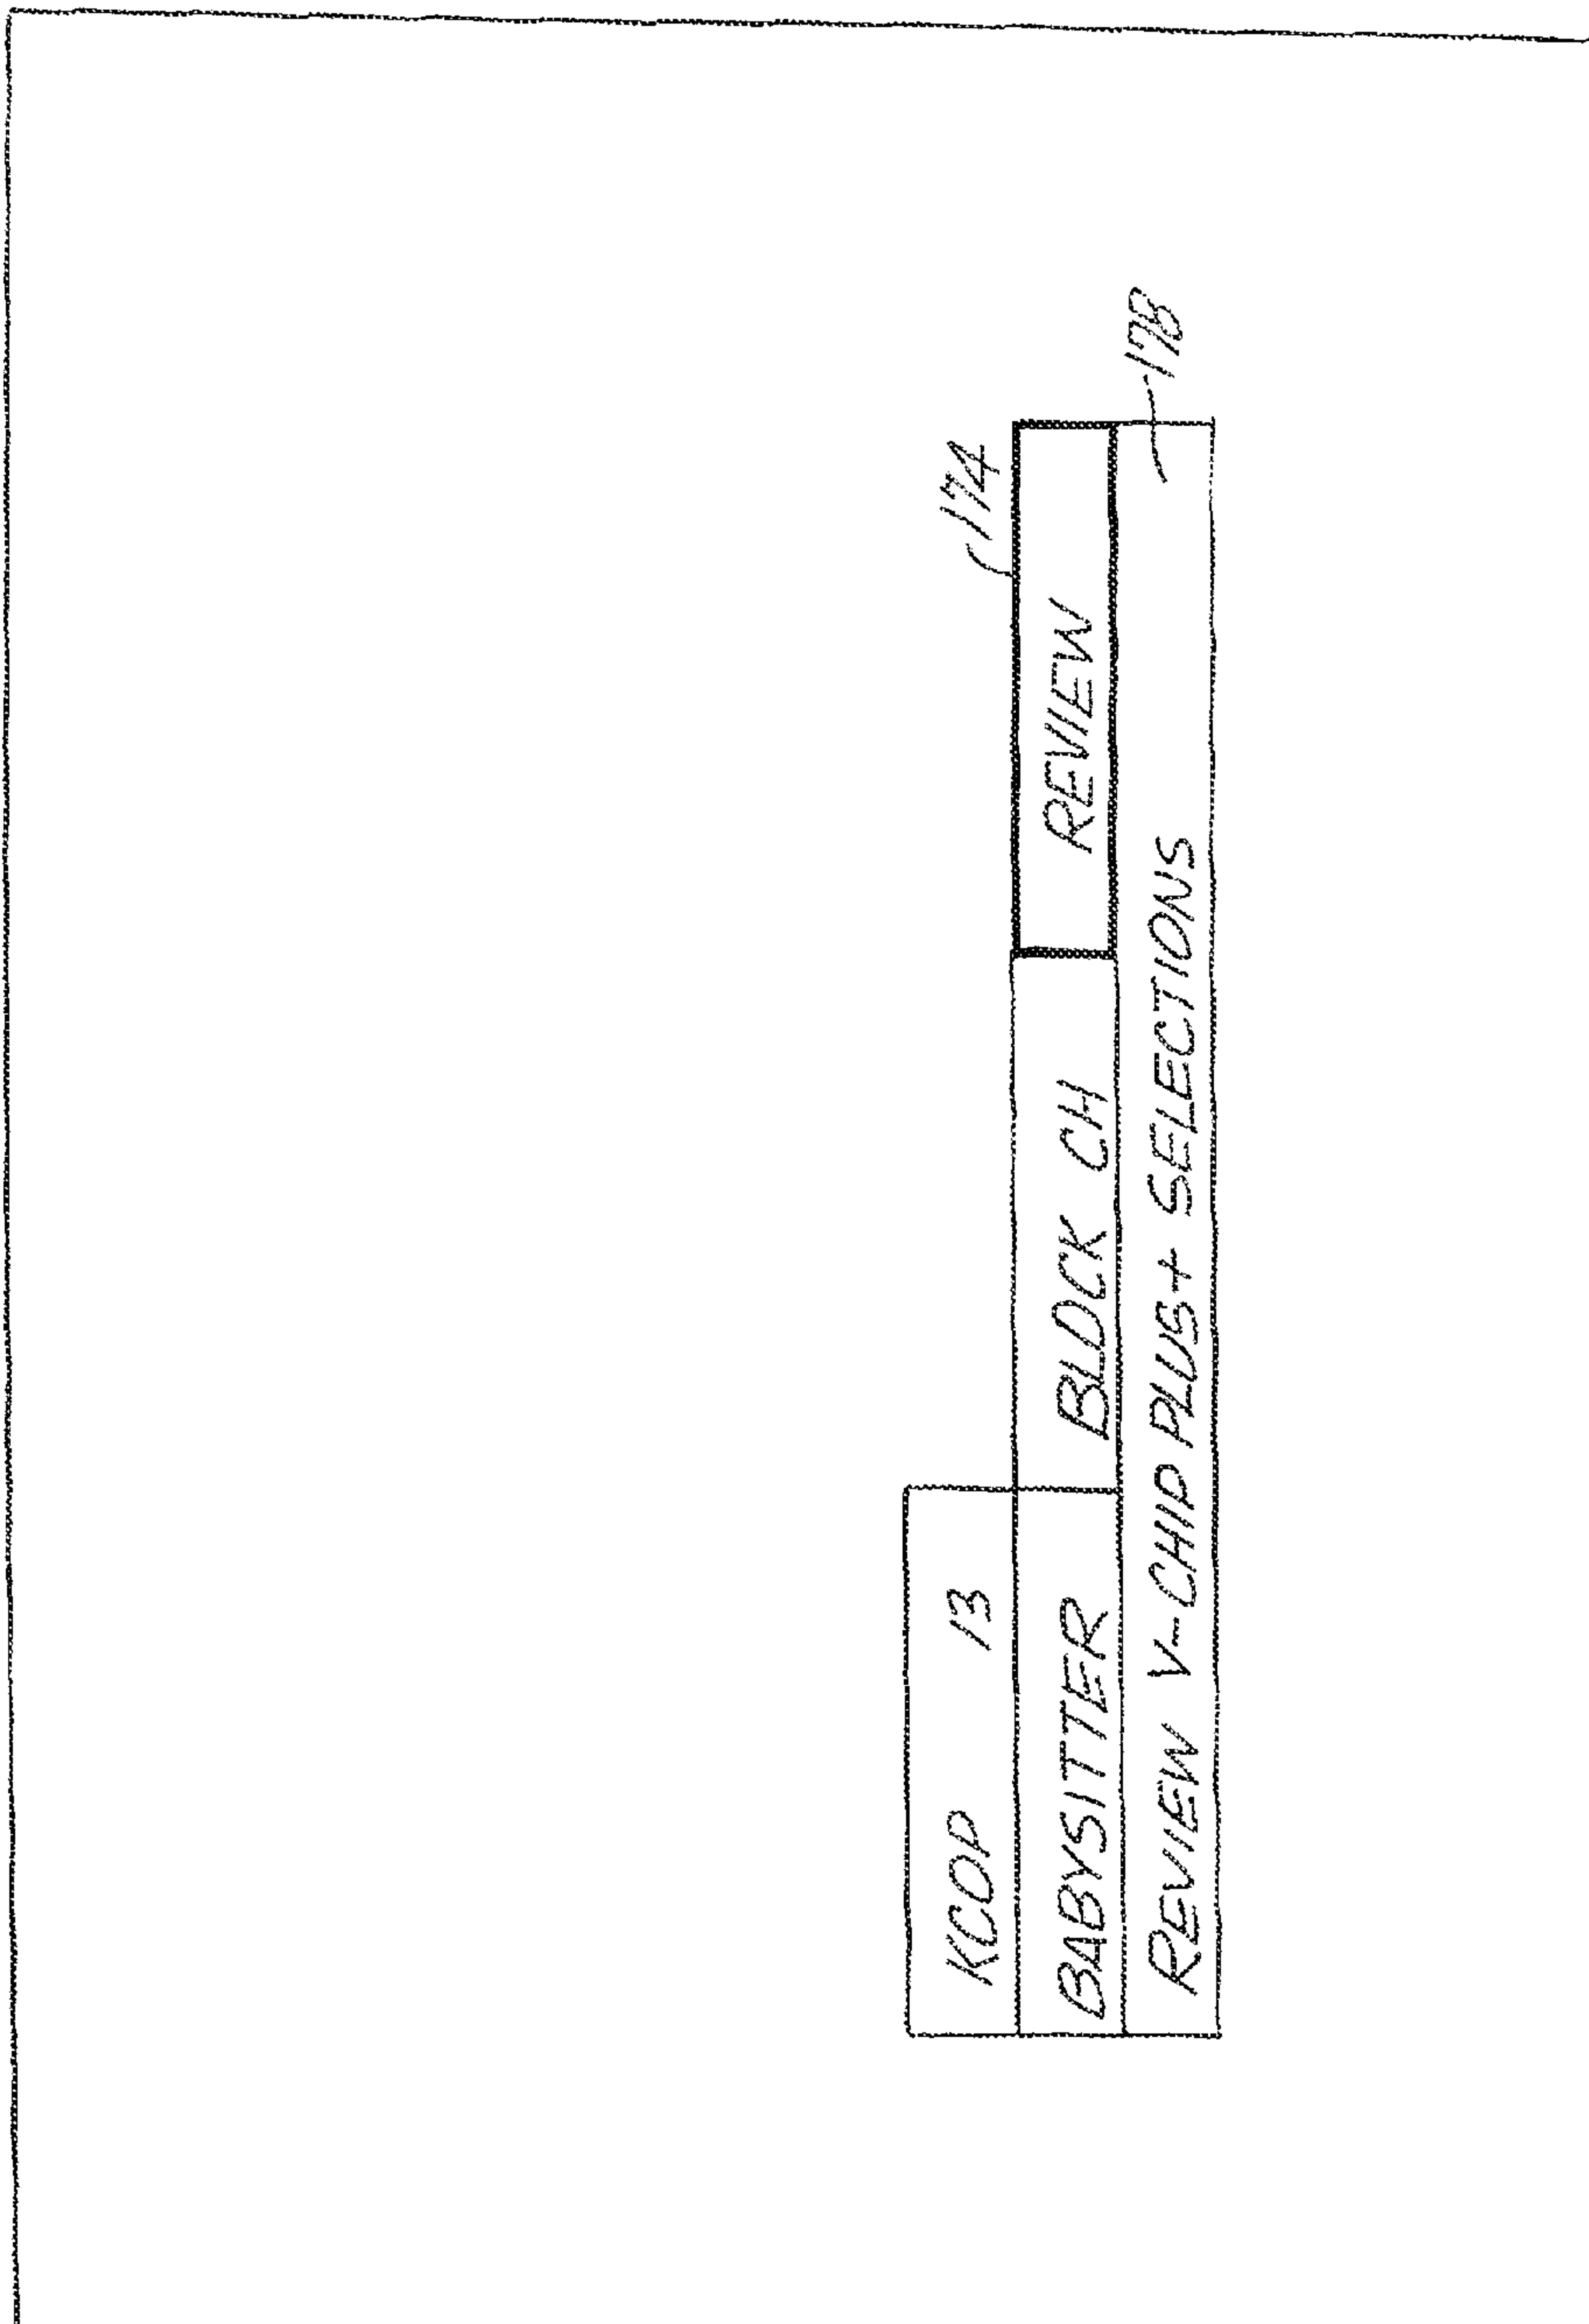 KCOP 13
174
BABYSITTER BLOCK CH REVIEW
178
REVIEW V-CHIP PLUS+ SELECTIONS